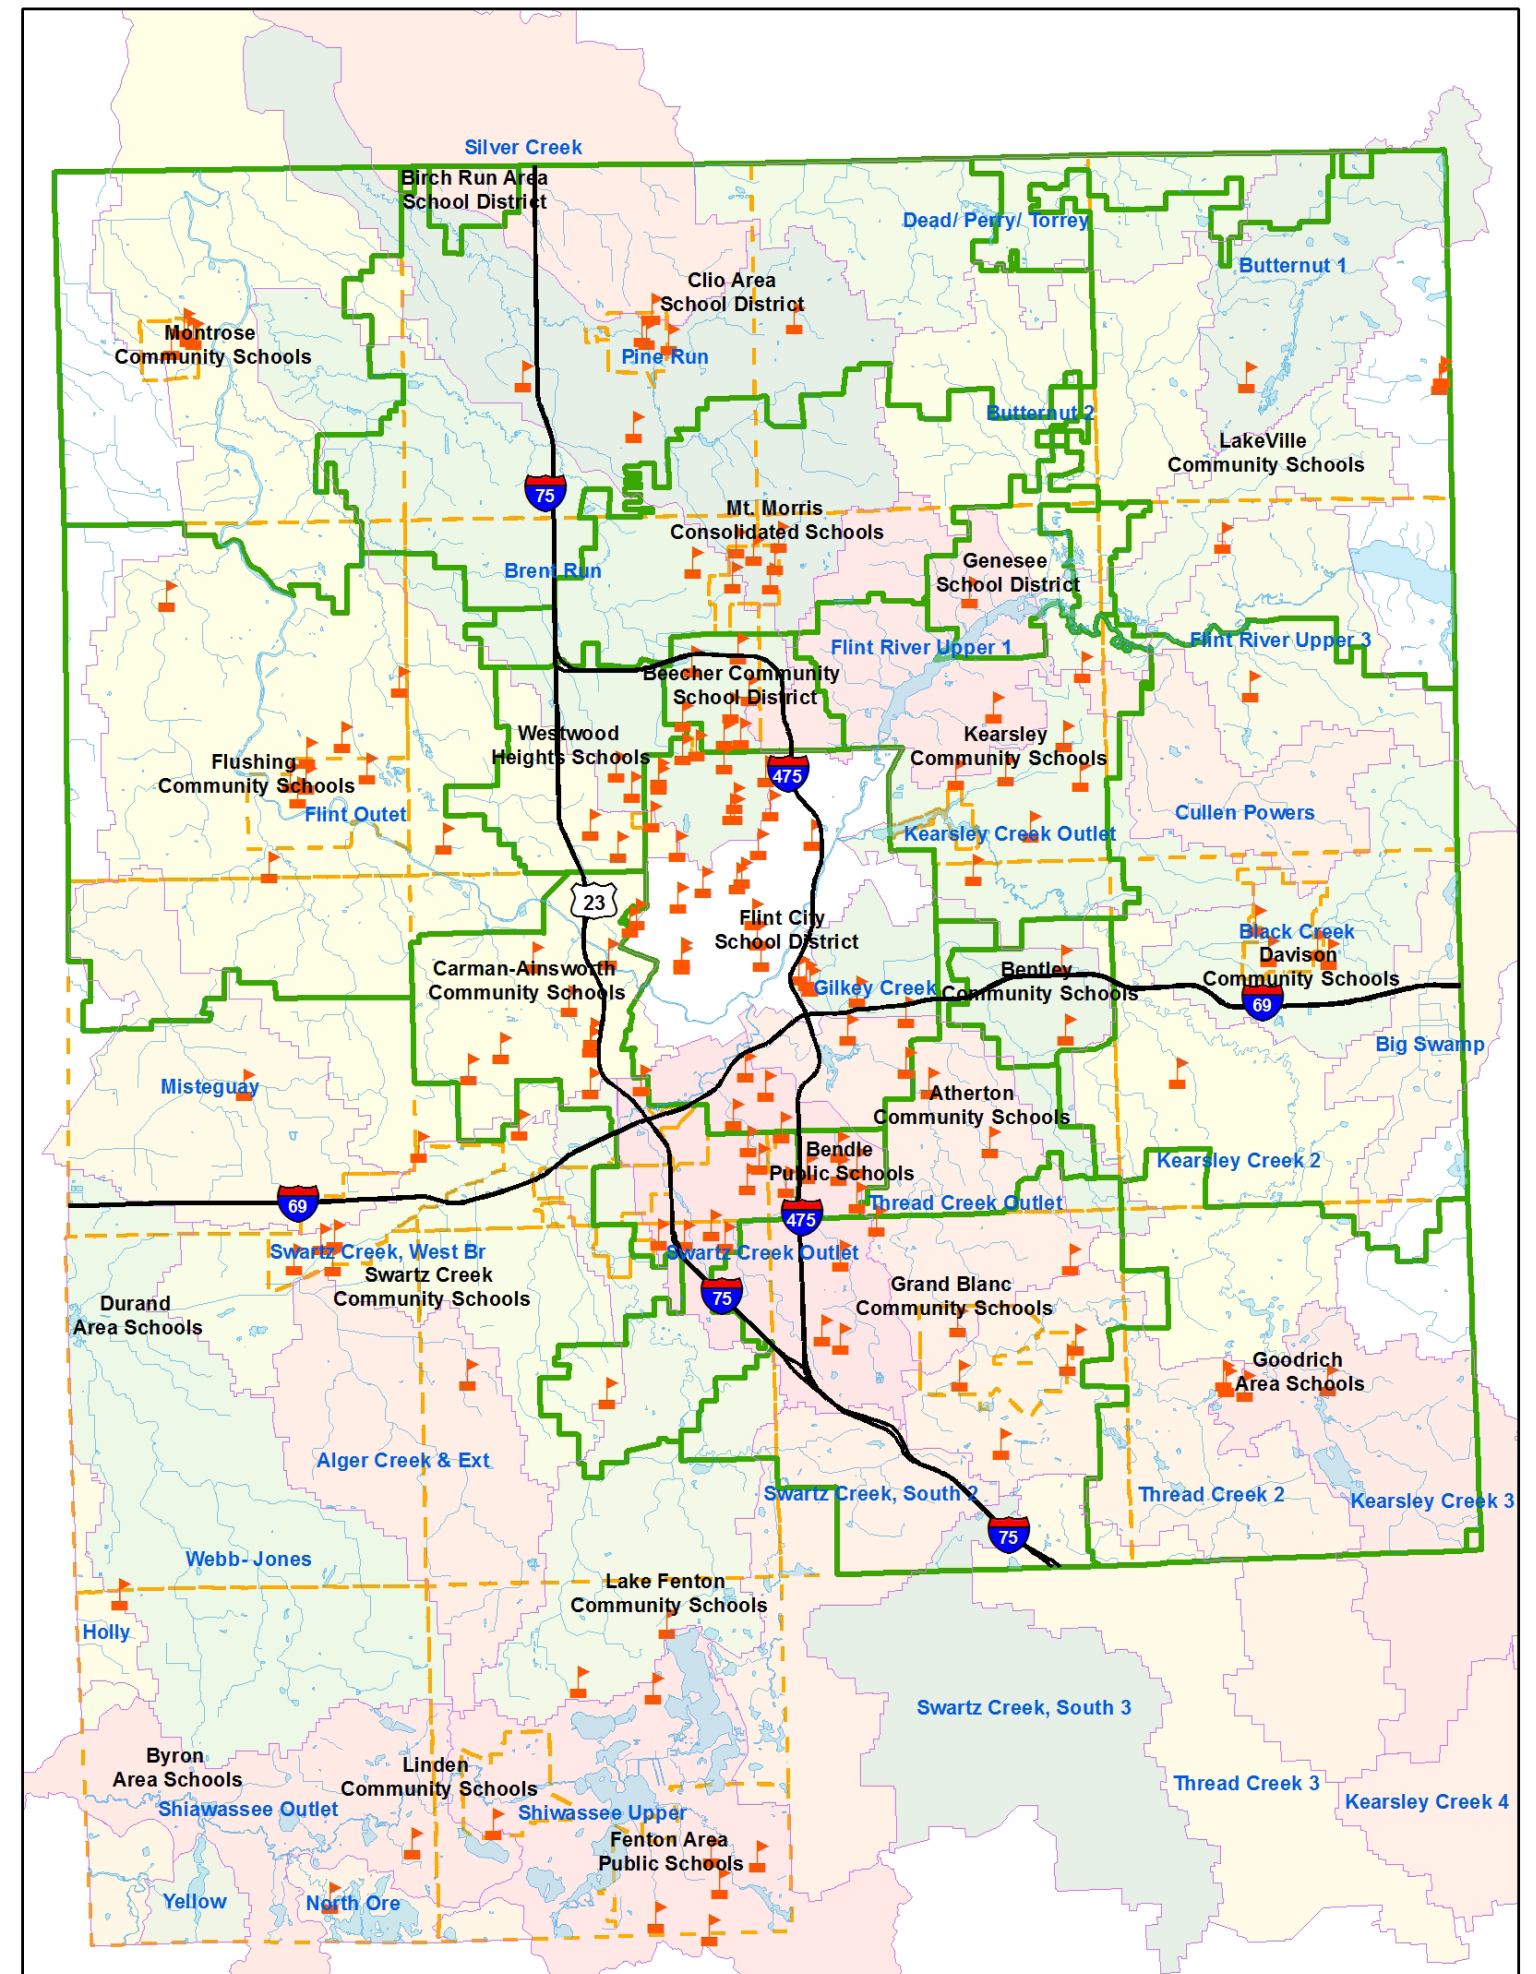 Silver Creek
Birch Run Area
School District
Dead/ Perry/ Torrey
Butternut 1
Clio Area
School District
Montrose
Community Schools
Pine Run
Butternut 2
LakeVille
Community Schools
75
Mt. Morris
Consolidated Schools
Brent Run
Genesee
School District
Flint River Upper 1
Flint River Upper 3
Beecher Community
School District
Westwood
Heights Schools
Kearsley
Community Schools
Flushing
Community Schools
475
Flint Outet
Cullen Powers
Kearsley Creek Outlet
23
Flint City
School District
Black Creek
Davison
Community Schools
Carman-Ainsworth
Community Schools
Bentley
Community Schools
Gilkey Creek
69
Big Swamp
Misteguay
Atherton
Community Schools
Bendle
Public Schools
Kearsley Creek 2
69
Thread Creek Outlet
475
Swartz Creek, West Br
Swartz Creek Outlet
Swartz Creek
Community Schools
Durand
Area Schools
75
Grand Blanc
Community Schools
Goodrich
Area Schools
Alger Creek & Ext
Swartz Creek, South 2
Thread Creek 2
Kearsley Creek 3
75
Webb- Jones
Lake Fenton
Community Schools
Holly
Swartz Creek, South 3
Byron
Area Schools
Linden
Community Schools
Thread Creek 3
Kearsley Creek 4
Shiawassee Outlet
Shiwassee Upper
Fenton Area
Public Schools
Yellow
North Ore